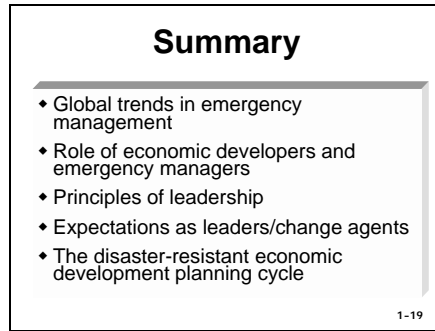 Summary
◆ Global trends in emergency
management
◆ Role of economic developers and
emergency managers
◆ Principles of leadership
◆ Expectations as leaders/change agents
◆ The disaster-resistant economic
development planning cycle
1-19